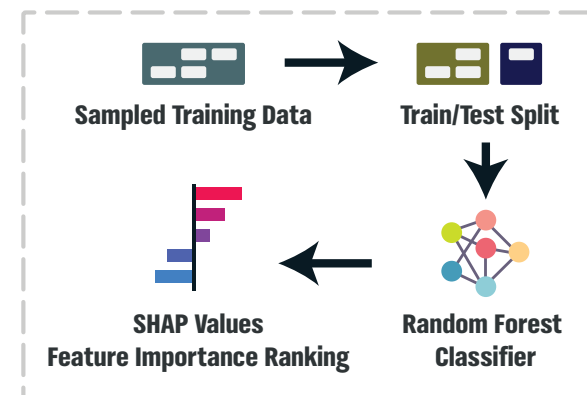 Sampled Training Data
Train/Test Split
SHAP Values
Feature Importance Ranking
Random Forest
Classifier